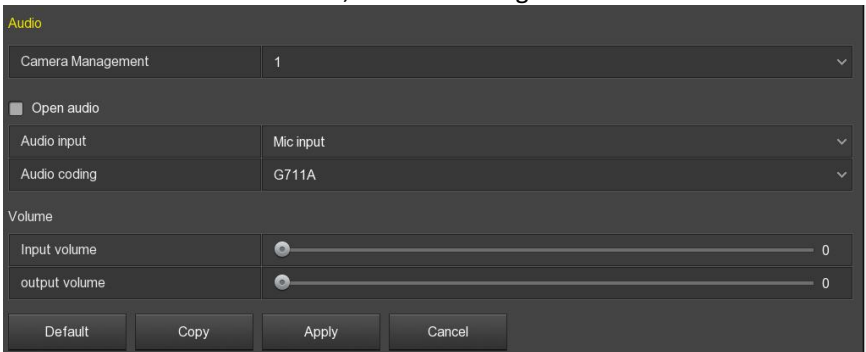 Audio
Camera Management 1
Open audio
Audio input Mic input
Audio coding G711A
Volume
Input volume 0
output volume 0
Default Copy Apply Cancel